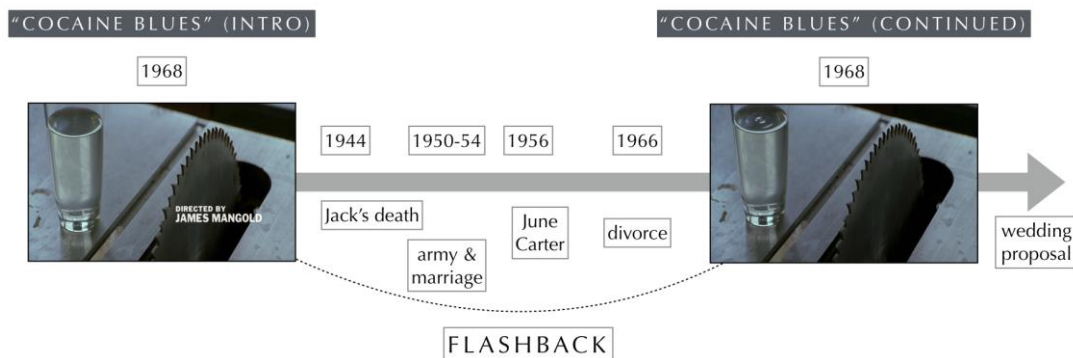 "COCAINE BLUES" (INTRO)
"COCAINE BLUES" (CONTINUED)
1968
1968
1944
1950-54
1956
1966
DIRECTED BY
JAMES MANGOLD
Jack's death
army &
marriage
June
Carter
divorce
wedding
proposal
FLASHBACK